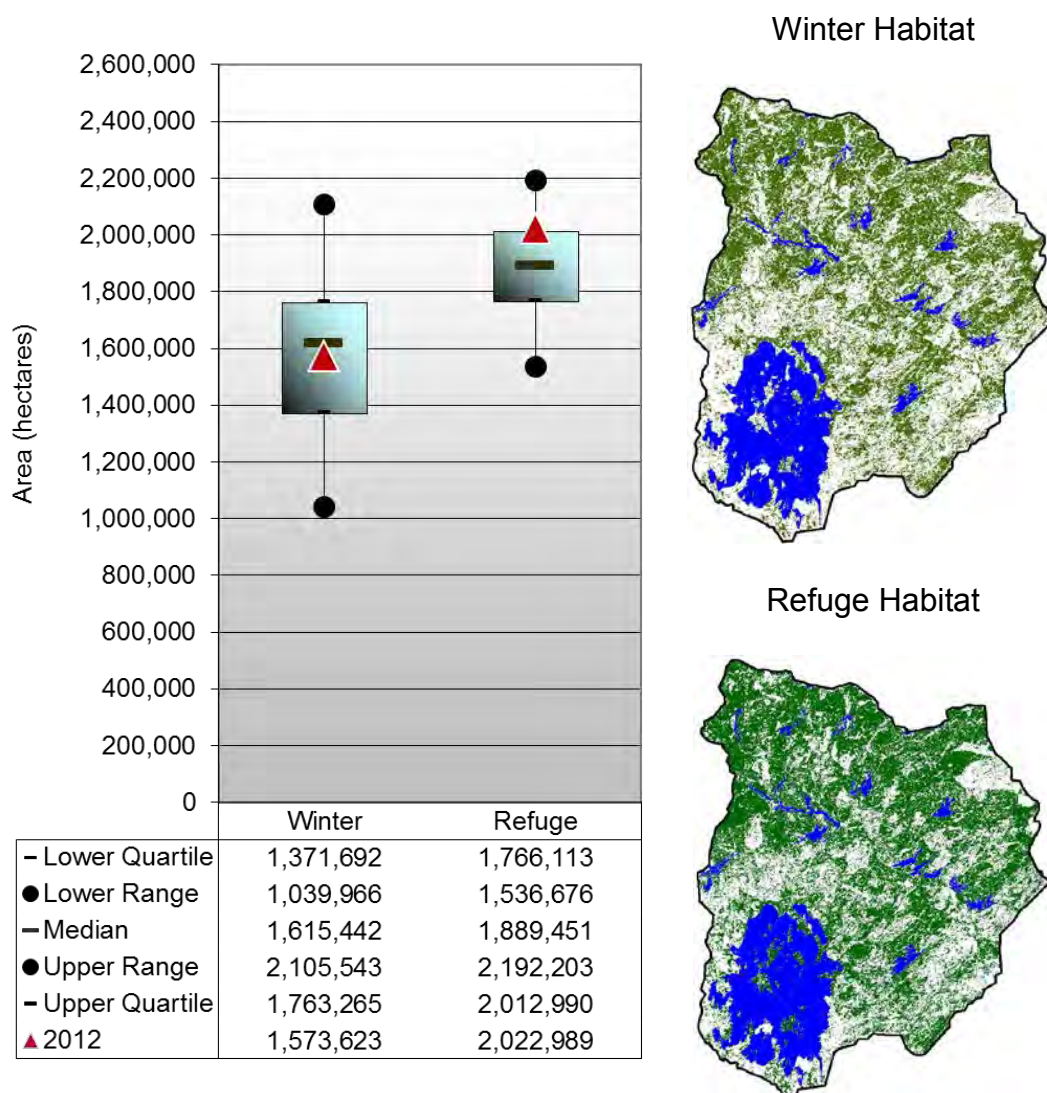 Winter Habitat
2,600,000
2,400,000
2,200,000
2,000,000
1,800,000
1,600,000
1,400,000
1,200,000
1,000,000
800,000
600,000
400,000
200,000
0
Area (hectares)
Winter Refuge
Lower Quartile 1,371,692 1,766,113
Lower Range 1,039,966 1,536,676
Median 1,615,442 1,889,451
Upper Range 2,105,543 2,192,203
Upper Quartile 1,763,265 2,012,990
2012 1,573,623 2,022,989
Refuge Habitat